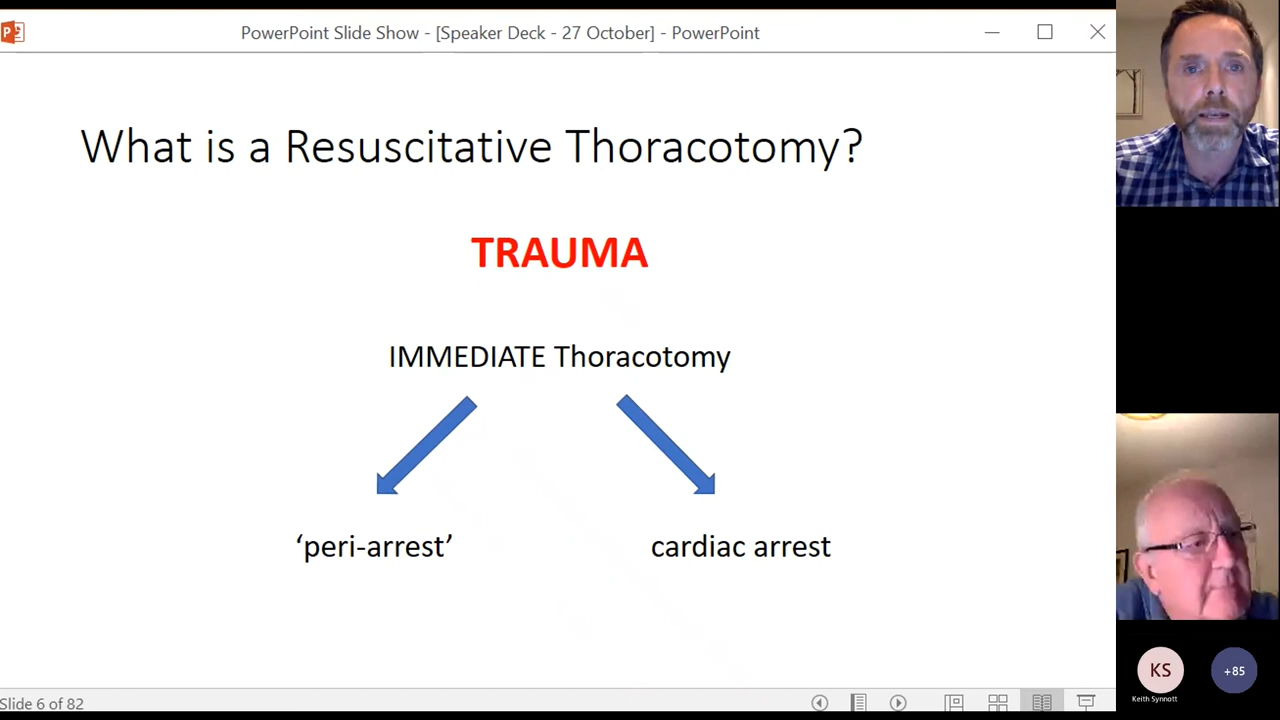 PowerPoint Slide Show - [Speaker Deck - 27 October] - PowerPoint
What is a Resuscitative Thoracotomy?
TRAUMA
IMMEDIATE Thoracotomy
‘peri-arrest’
cardiac arrest
KS
+85
Keith Synnott
Slide 6 of 82